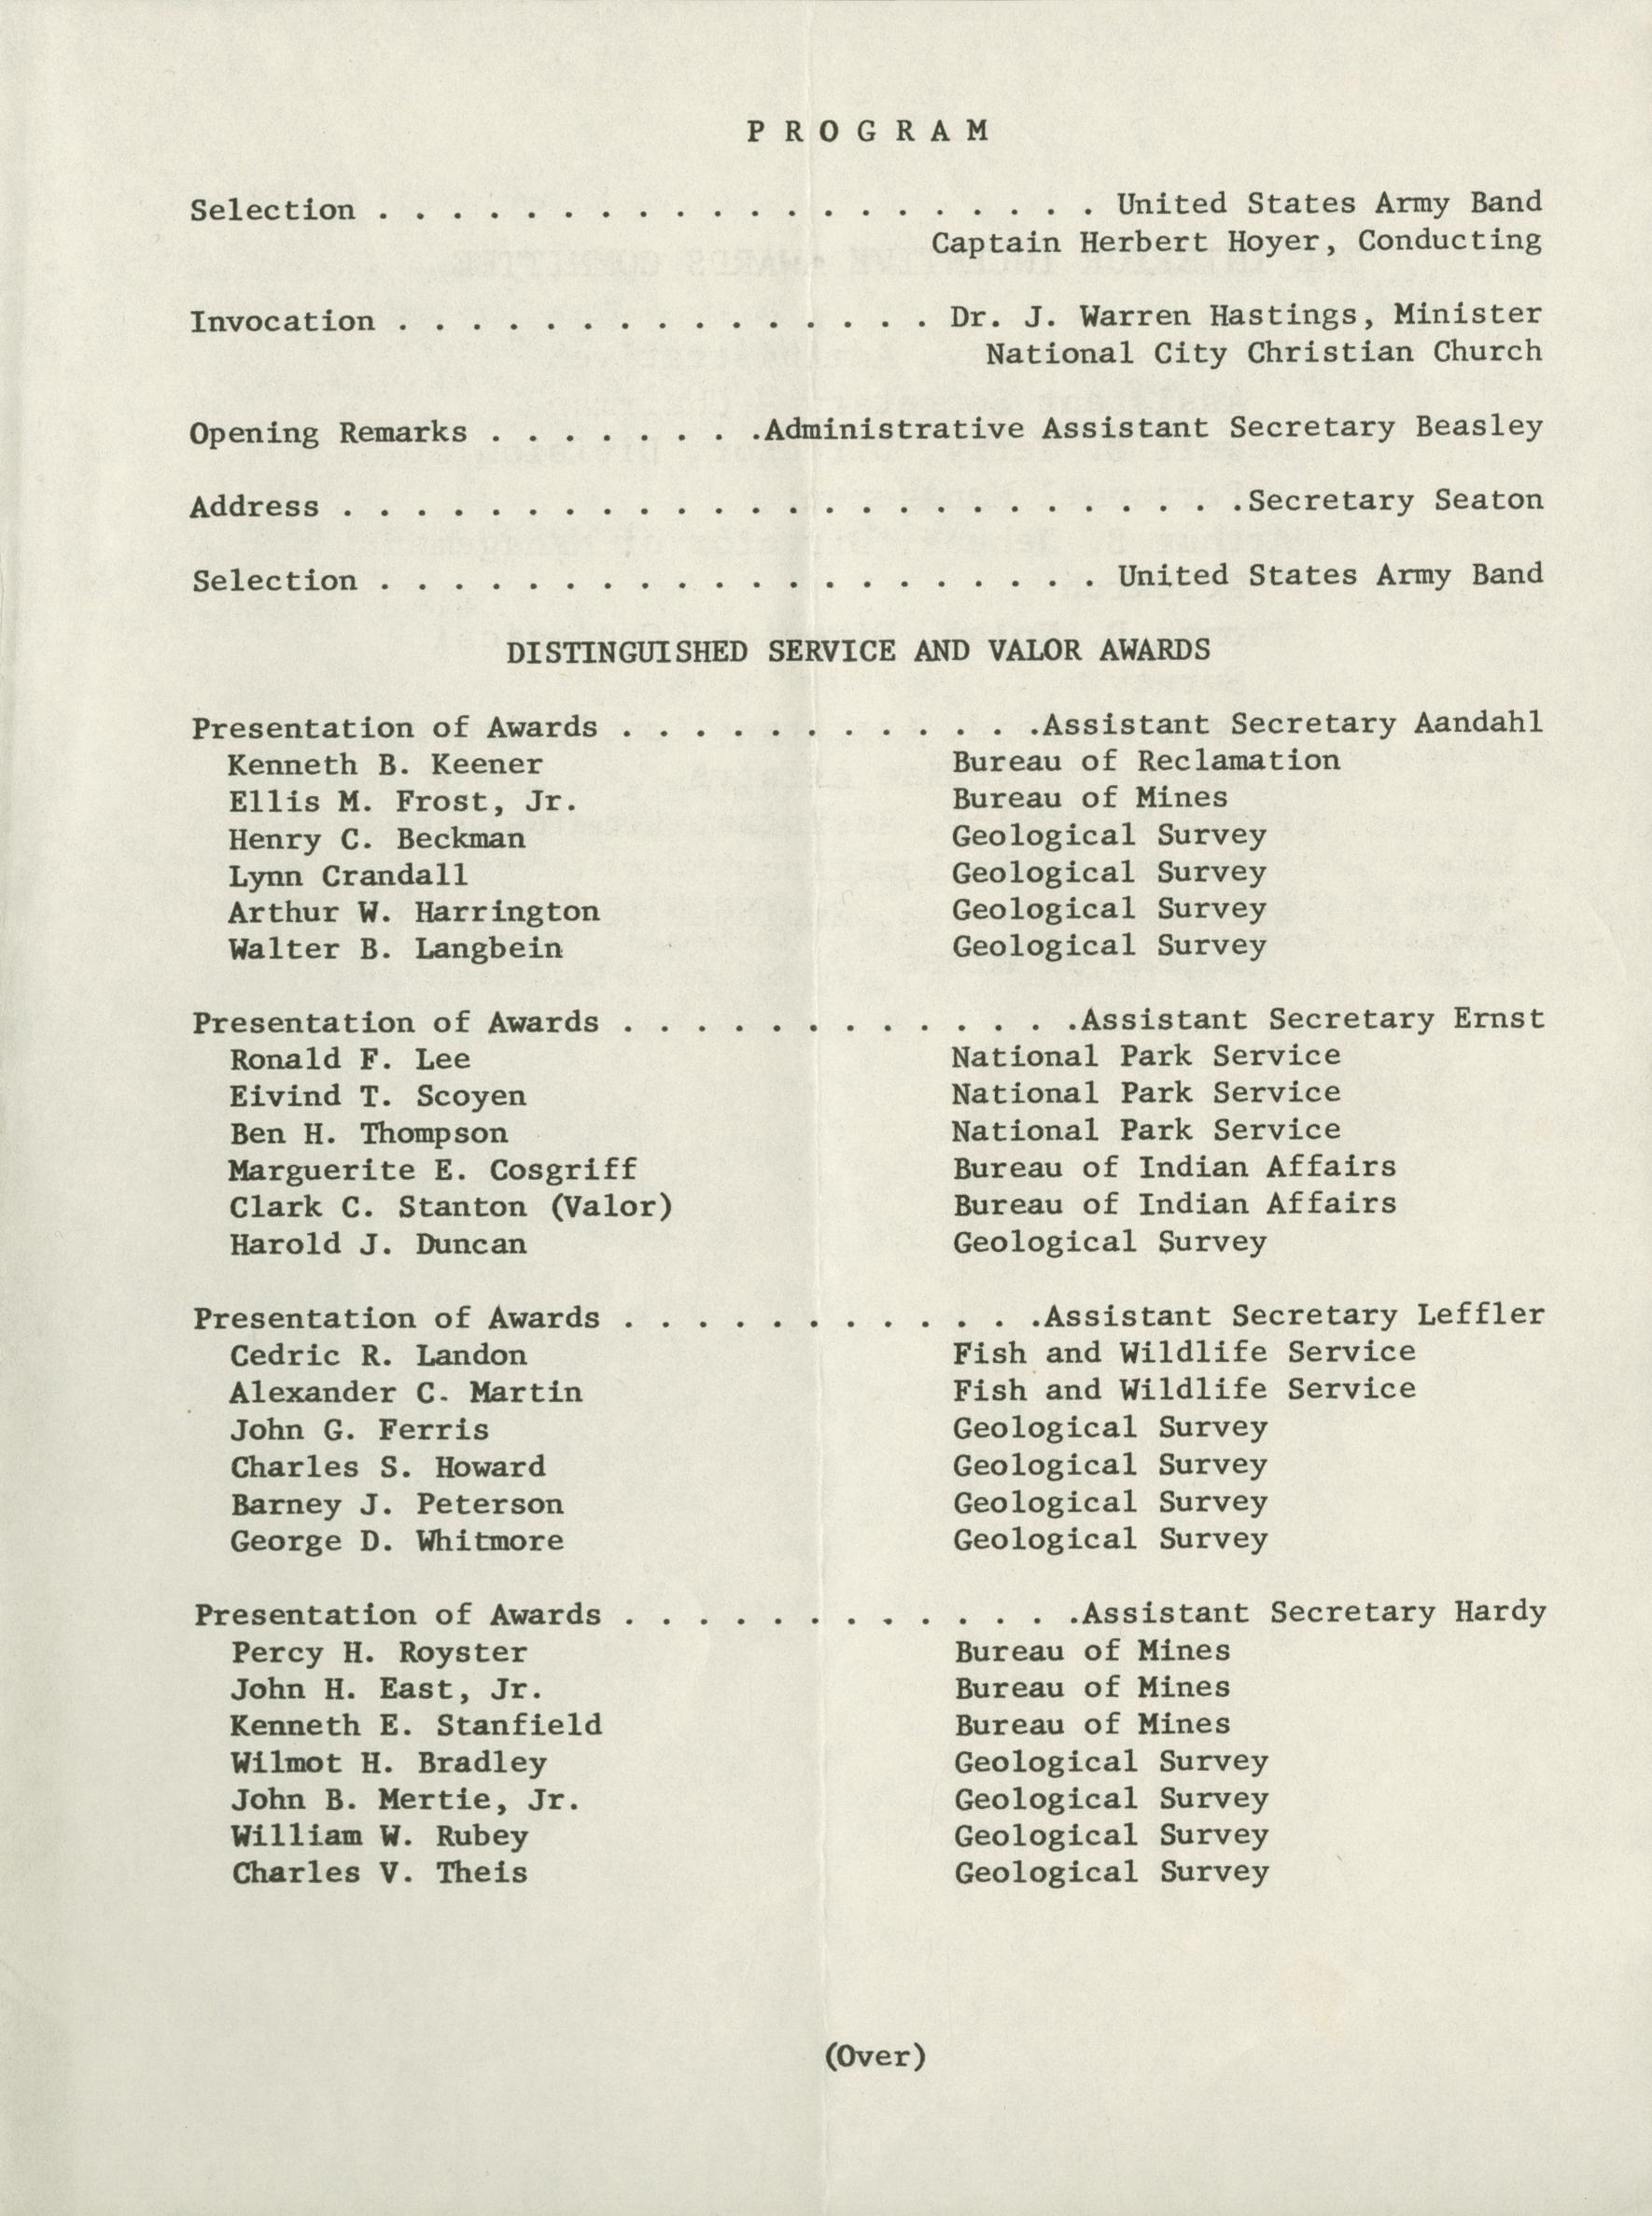 PROGRAM
Selection . . . . . . . . . . . . . . . . . . . . United States Army Band
Captain Herbert Hoyer, Conducting
Invocation . . . . . . . . . . . . . . . Dr. J. Warren Hastings, Minister
National City Christian Church
Opening Remarks . . . . . . . .Administrative Assistant Secretary Beasley
Address . . . . . . . . . . . . . . . . . . . . . . . . .Secretary Seaton
Selection . . . . . . . . . . . . . . . . . . . . United States Army Band
DISTINGUISHED SERVICE AND VALOR AWARDS
Presentation of Awards . . . . . . . . . . . .Assistant Secretary Aandahl
Kenneth B. Keener Bureau of Reclamation
Ellis M. Frost, Jr. Bureau of Mines
Henry C. Beckman Geological Survey
Lynn Crandall Geological Survey
Arthur W. Harrington Geological Survey
Walter B. Langbein Geological Survey
Presentation of Awards . . . . . . . . . . . . .Assistant Secretary Ernst
Ronald F. Lee National Park Service
Eivind T. Scoyen National Park Service
Ben H. Thompson National Park Service
Marguerite E. Cosgriff Bureau of Indian Affairs
Clark C. Stanton (Valor) Bureau of Indian Affairs
Harold J. Duncan Geological Survey
Presentation of Awards . . . . . . . . . . . .Assistant Secretary Leffler
Cedric R. Landon Fish and Wildlife Service
Alexander C. Martin Fish and Wildlife Service
John G. Ferris Geological Survey
Charles S. Howard Geological Survey
Barney J. Peterson Geological Survey
George D. Whitmore Geological Survey
Presentation of Awards . . . . . . . . . . . . .Assistant Secretary Hardy
Percy H. Royster Bureau of Mines
John H. East, Jr. Bureau of Mines
Kenneth E. Stanfield Bureau of Mines
Wilmot H. Bradley Geological Survey
John B. Mertie, Jr. Geological Survey
William W. Rubey Geological Survey
Charles V. Theis Geological Survey
(Over)